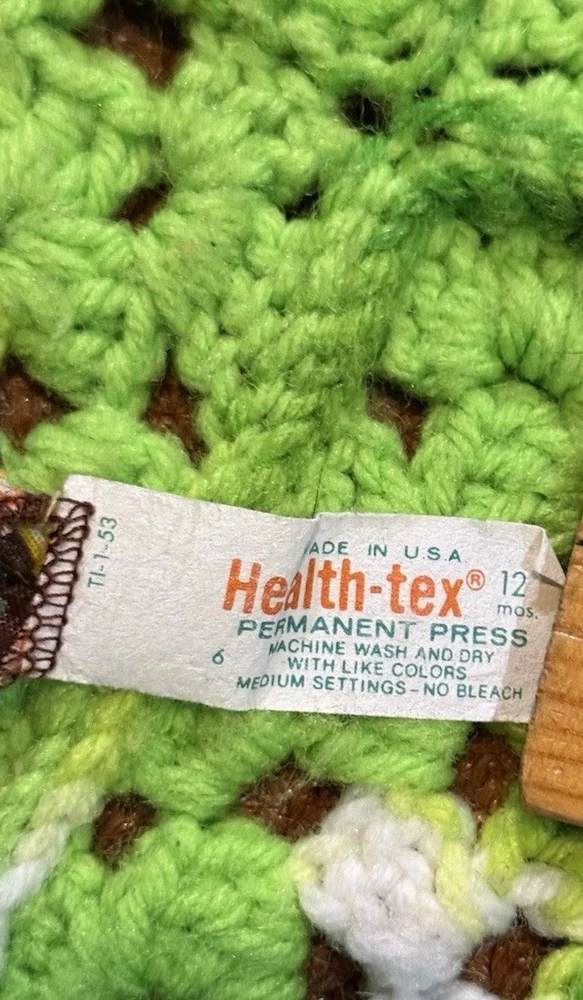 TI-1-53
MADE IN U.S.A
Health-tex® 12 mos.
PERMANENT PRESS
6 MACHINE WASH AND DRY
WITH LIKE COLORS
MEDIUM SETTINGS – NO BLEACH